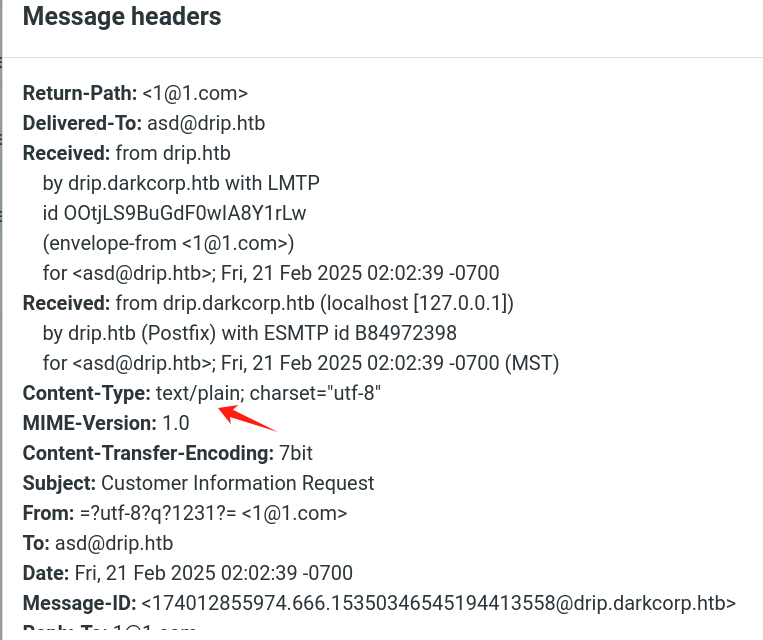 Message headers
Return-Path: <1@1.com>
Delivered-To: asd@drip.htb
Received: from drip.htb
by drip.darkcorp.htb with LMTP
id OOtjLS9BuGdF0wIA8Y1rLw
(envelope-from <1@1.com>)
for <asd@drip.htb>; Fri, 21 Feb 2025 02:02:39 -0700
Received: from drip.darkcorp.htb (localhost [127.0.0.1])
by drip.htb (Postfix) with ESMTP id B84972398
for <asd@drip.htb>; Fri, 21 Feb 2025 02:02:39 -0700 (MST)
Content-Type: text/plain; charset="utf-8"
MIME-Version: 1.0
Content-Transfer-Encoding: 7bit
Subject: Customer Information Request
From: =?utf-8?q?1231?= <1@1.com>
To: asd@drip.htb
Date: Fri, 21 Feb 2025 02:02:39 -0700
Message-ID: <174012855974.666.15350346545194413558@drip.darkcorp.htb>
Reply-To: 1@1.com